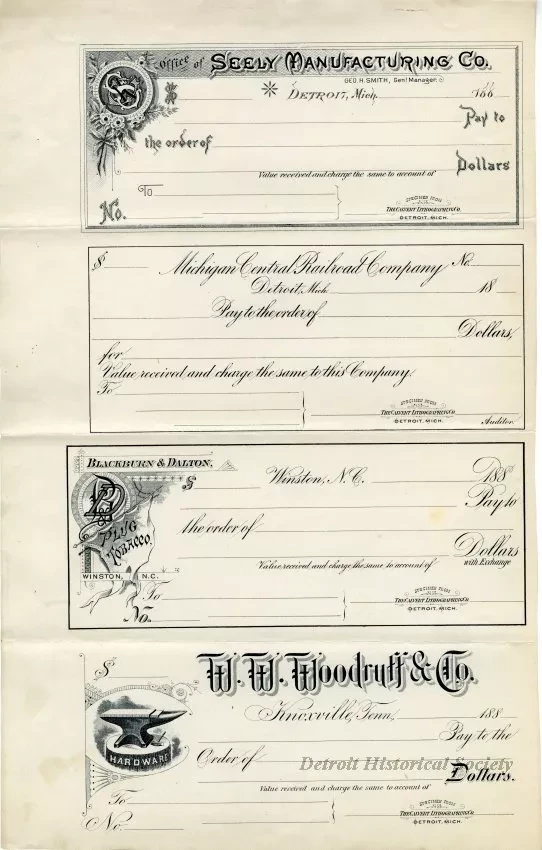 Office of SEELY MANUFACTURING CO.
GEO. H. SMITH, Gen'l Manager.
$ DETROIT, Mich. 188
Pay to
the order of
Dollars
Value received and charge the same to account of
To
SPECIMEN FROM
THE CALVERT LITHOGRAPHING CO.
No. DETROIT, MICH.
$ Michigan Central Railroad Company No.
Detroit, Mich. 18
Pay to the order of
Dollars,
for
Value received and charge the same to this Company.
To
SPECIMEN FROM
THE CALVERT LITHOGRAPHING CO.
DETROIT, MICH. Auditor.
BLACKBURN & DALTON,
$ Winston, N.C. 188
PLUG Pay to
TOBACCO. the order of
Dollars
with Exchange
Value received and charge the same to account of
WINSTON, N.C.
To
SPECIMEN FROM
THE CALVERT LITHOGRAPHING CO.
DETROIT, MICH.
No.
W. W. Woodruff & Co.
$
Knoxville, Tenn. 188
Pay to the
Order of
Detroit Historical Society
HARDWARE
Dollars.
Value received and charge the same to account of
To
SPECIMEN FROM
THE CALVERT LITHOGRAPHING CO.
No. DETROIT, MICH.